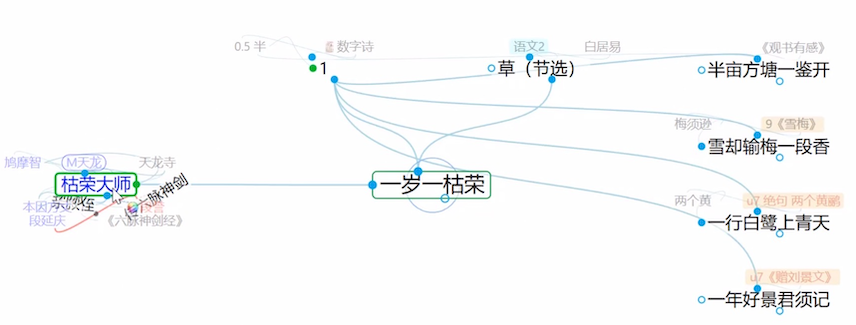 0.5 半
数字诗
1
语文2
白居易
草（节选）
《观书有感》
半亩方塘一鉴开
梅须逊
9《雪梅》
雪却输梅一段香
鸠摩智
M天龙
天龙寺
枯荣大师
六脉神剑
本因方丈
段延庆
《六脉神剑经》
一岁一枯荣
两个黄
u7 绝句 两个黄鹂
一行白鹭上青天
u7《赠刘景文》
一年好景君须记